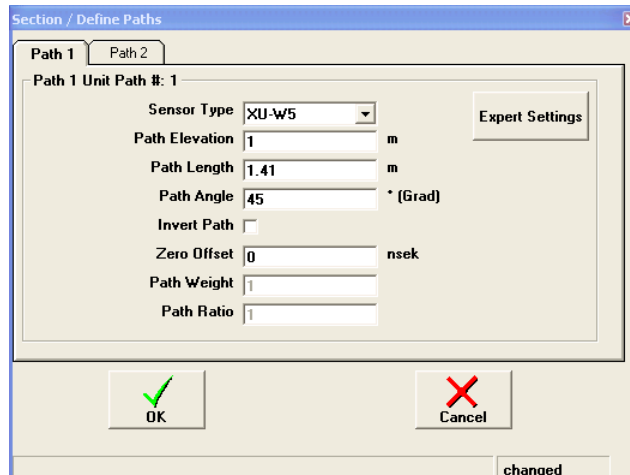 Section / Define Paths
Path 1
Path 2
Path 1 Unit Path #: 1
Sensor Type XU-W5
Expert Settings
Path Elevation 1 m
Path Length 1.41 m
Path Angle 45 ° (Grad)
Invert Path
Zero Offset 0 nsek
Path Weight 1
Path Ratio 1
OK
Cancel
changed